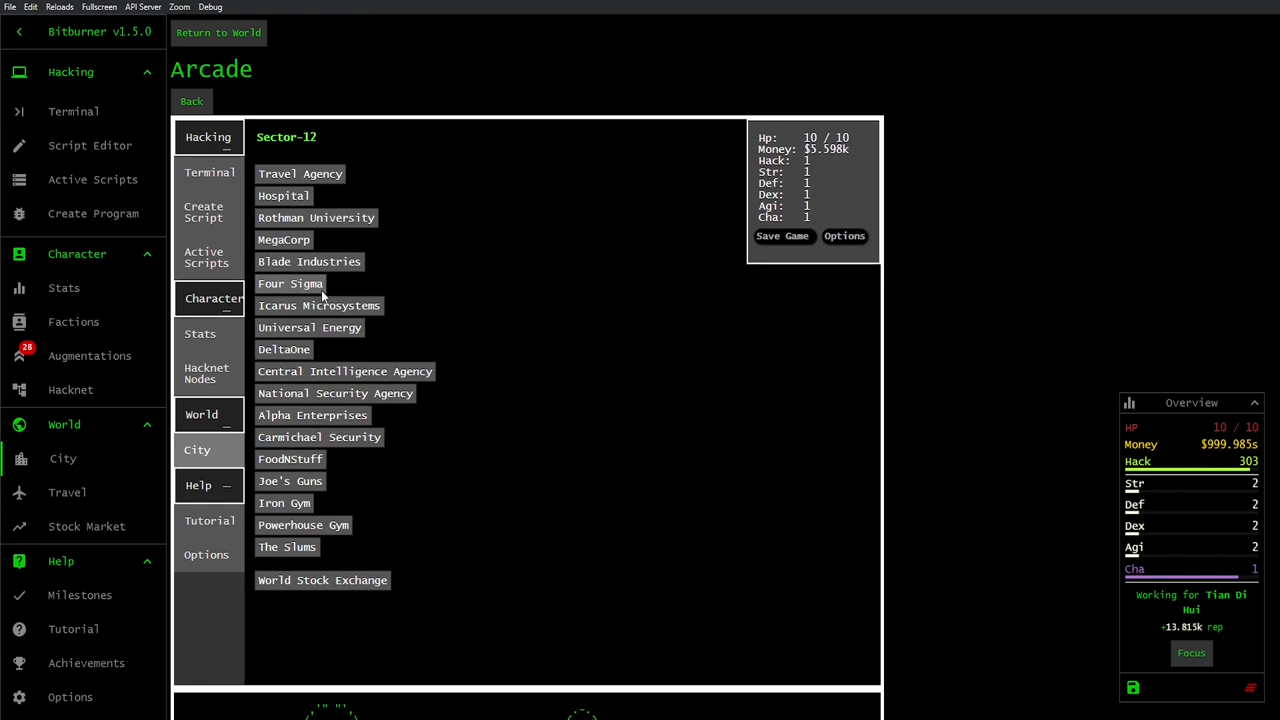 File Edit Reloads Fullscreen API Server Zoom Debug
Bitburner v1.5.0
Hacking
Terminal
Script Editor
Active Scripts
Create Program
Character
Stats
Factions
28
Augmentations
Hacknet
World
City
Travel
Stock Market
Help
Milestones
Tutorial
Achievements
Options
Return to World
Arcade
Back
Hacking
Terminal
Create
Script
Active
Scripts
Character
Stats
Hacknet
Nodes
World
City
Help
Tutorial
Options
Sector-12
Travel Agency
Hospital
Rothman University
MegaCorp
Blade Industries
Four Sigma
Icarus Microsystems
Universal Energy
DeltaOne
Central Intelligence Agency
National Security Agency
Alpha Enterprises
Carmichael Security
FoodNStuff
Joe's Guns
Iron Gym
Powerhouse Gym
The Slums
World Stock Exchange
Hp: 10 / 10
Money: $5.598k
Hack: 1
Str: 1
Def: 1
Dex: 1
Agi: 1
Cha: 1
Save Game Options
Overview
HP 10 / 10
Money $999.985s
Hack 303
Str 2
Def 2
Dex 2
Agi 2
Cha 1
Working for Tian Di
Hui
+13.815k rep
Focus